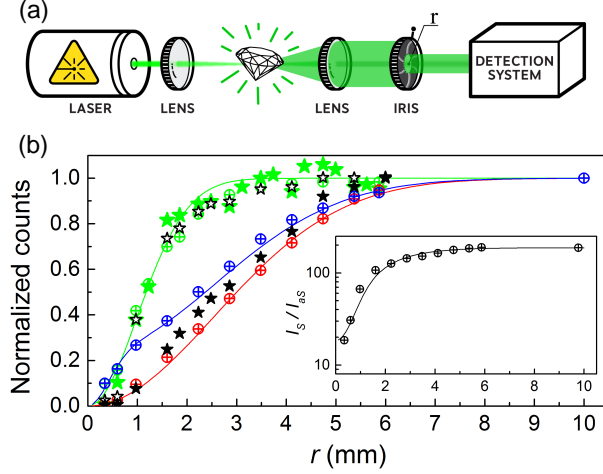 (a)
r
LASER
LENS
LENS
IRIS
DETECTION
SYSTEM
(b)
Normalized counts
1.0
0.8
0.6
0.4
0.2
0.0
0 1 2 3 4 5 6 7 8 9 10
r (mm)
I_S / I_aS
100
10
0 2 4 6 8 10